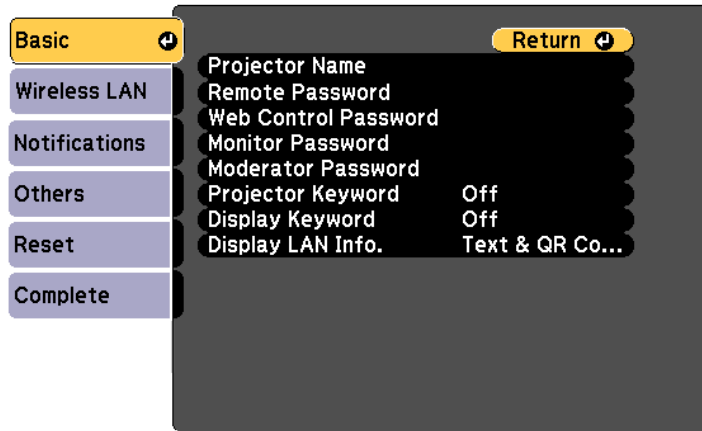 Basic
Wireless LAN
Notifications
Others
Reset
Complete
Return
Projector Name
Remote Password
Web Control Password
Monitor Password
Moderator Password
Projector Keyword Off
Display Keyword Off
Display LAN Info. Text & QR Co...